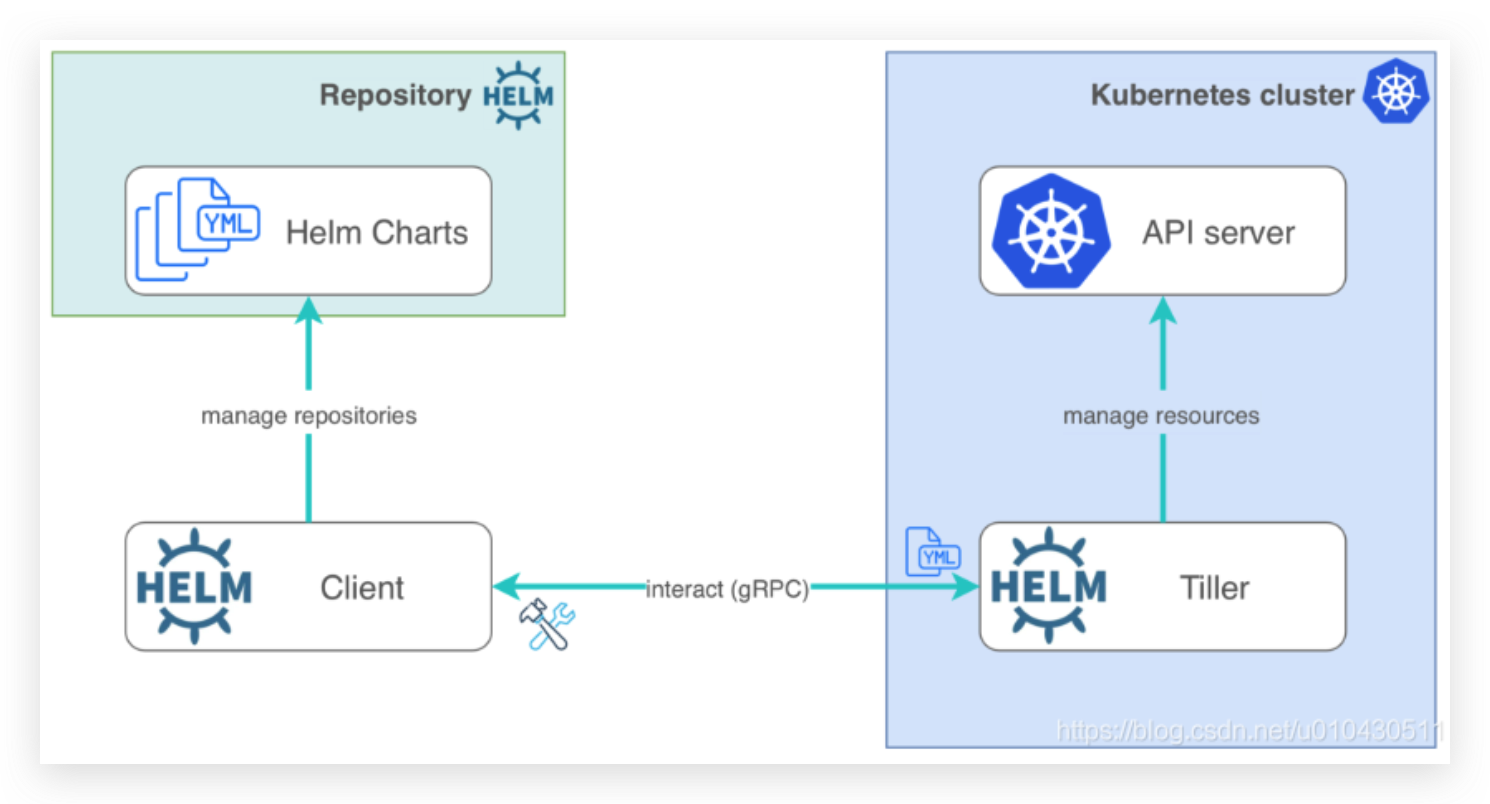 Repository HELM
Kubernetes cluster
YML
Helm Charts
API server
manage repositories
manage resources
HELM
Client
interact (gRPC)
YML
HELM
Tiller
https://blog.csdn.net/u010430511